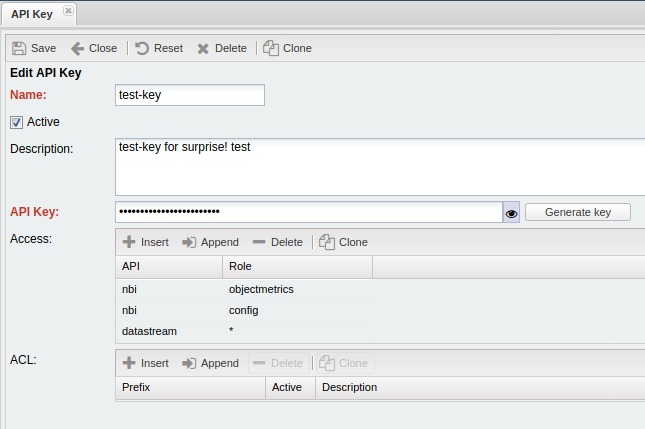 API Key
Save Close Reset Delete Clone
Edit API Key
Name: test-key
Active
Description: test-key for surprise! test
API Key: •••••••••••••••••••••••• Generate key
Access: Insert Append Delete Clone
API Role
nbi objectmetrics
nbi config
datastream *
ACL: Insert Append Delete Clone
Prefix Active Description